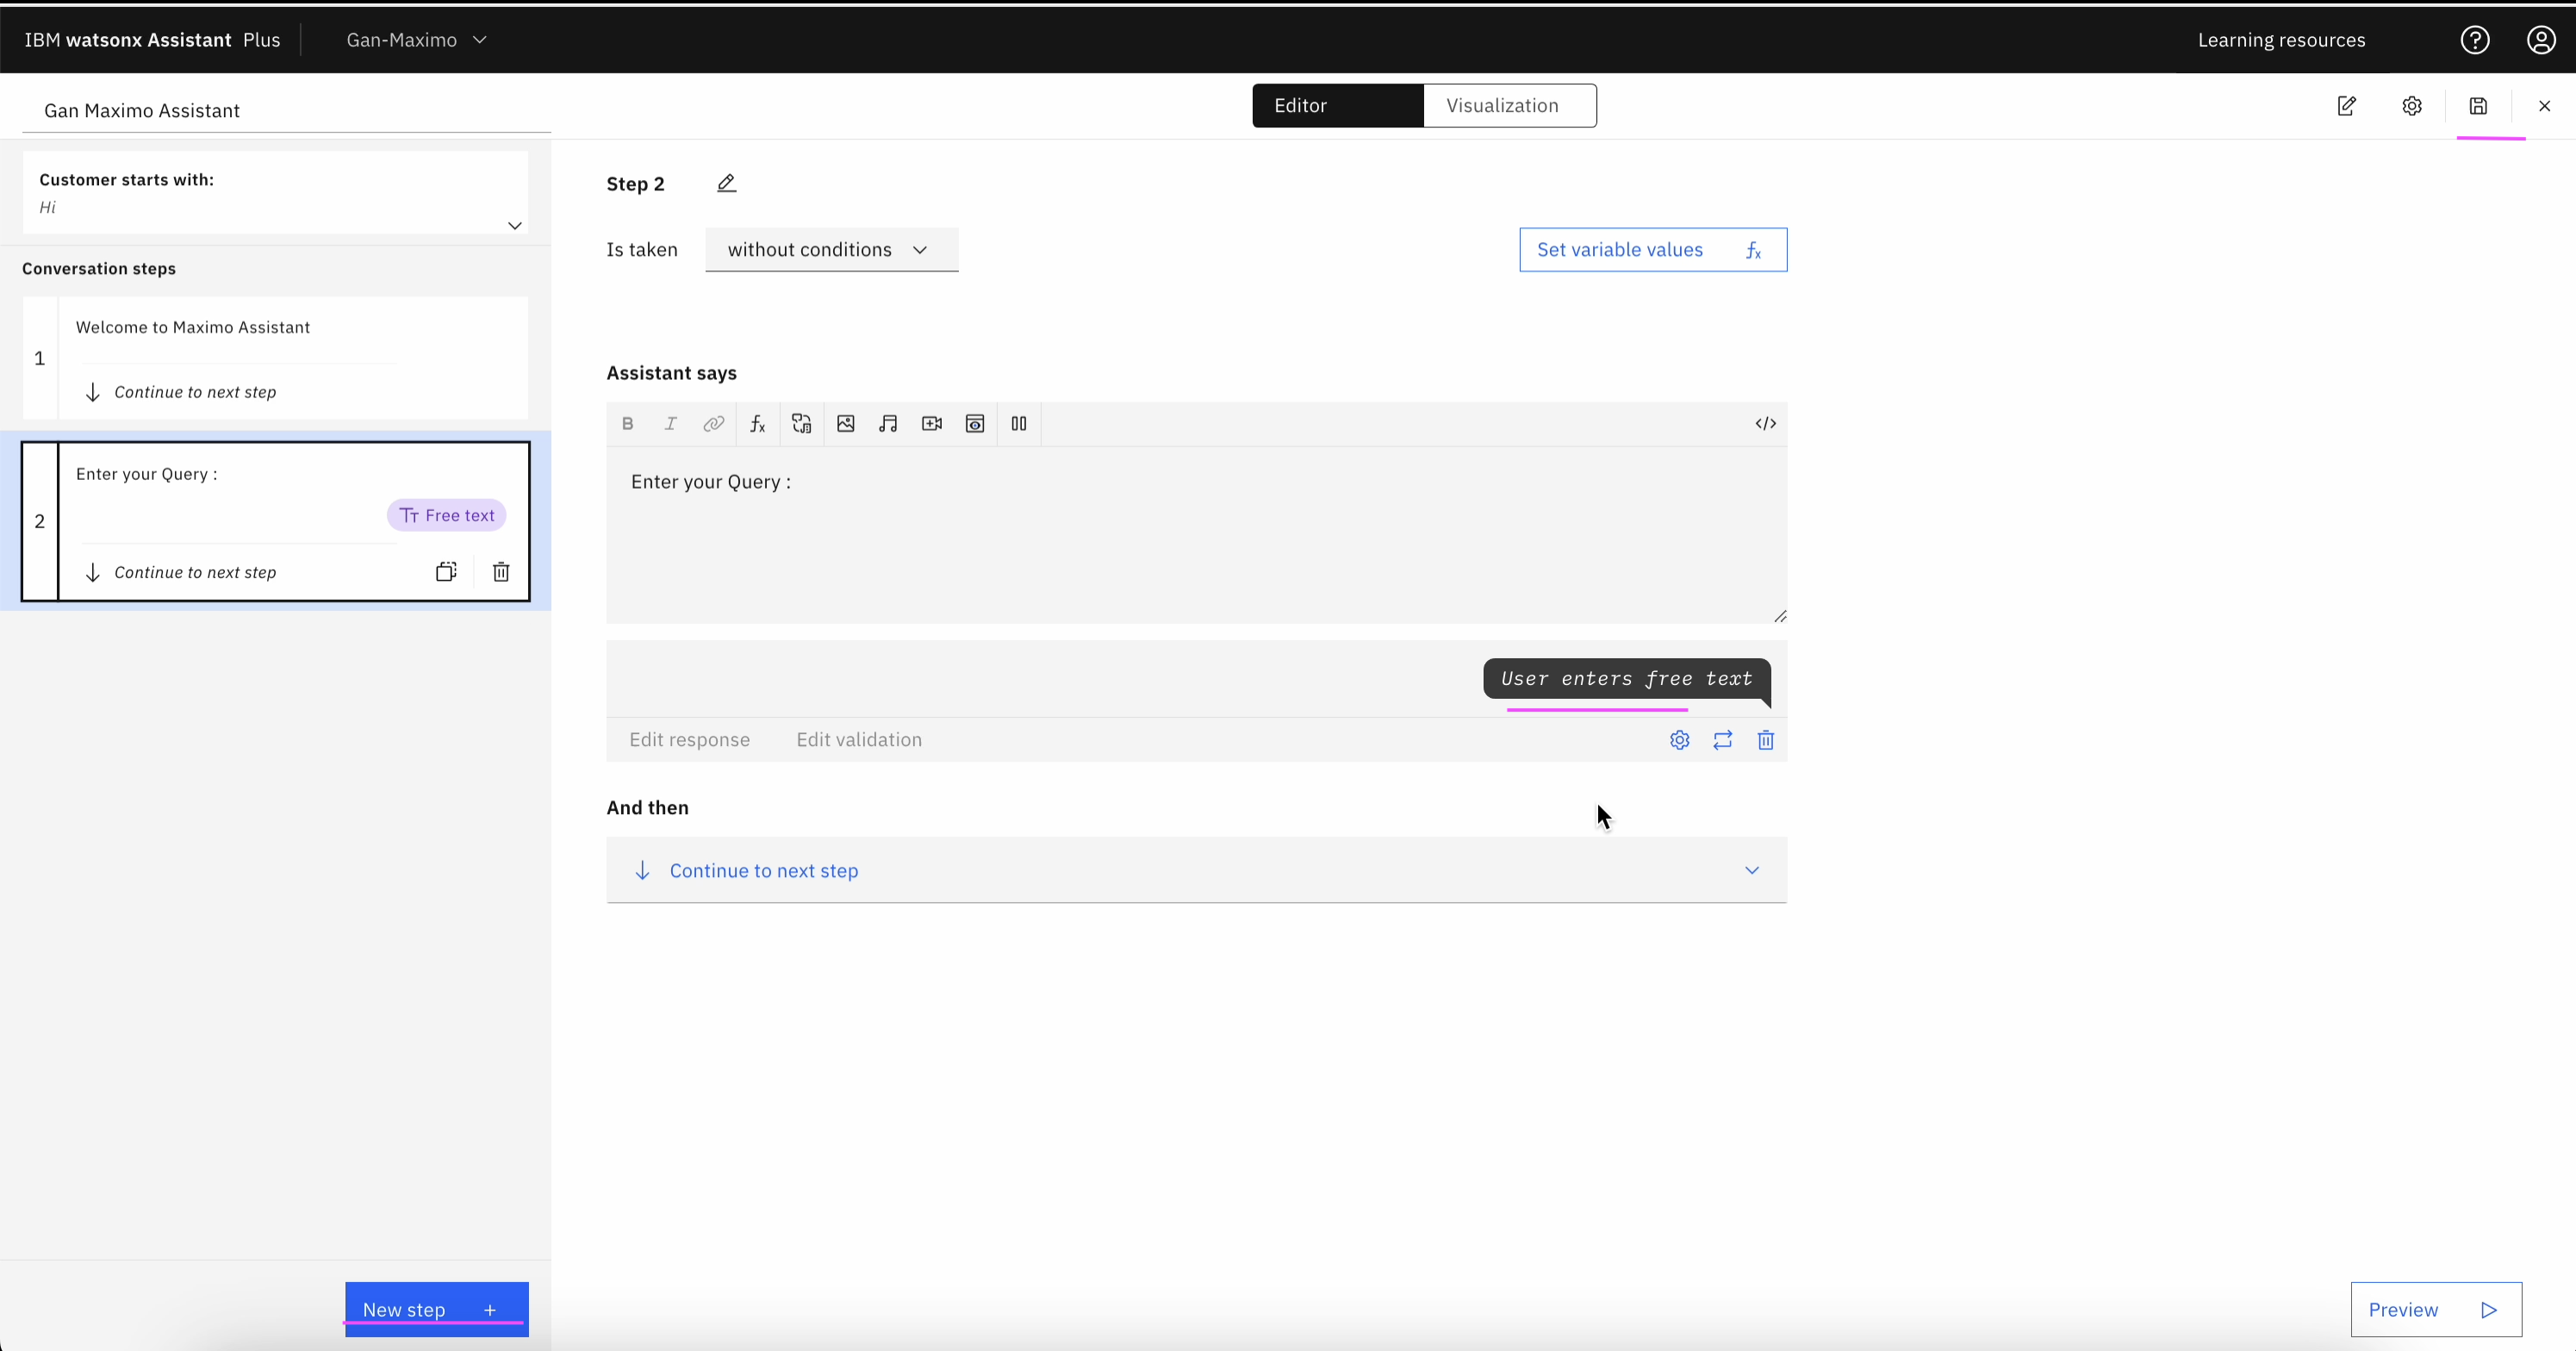 IBM watsonx Assistant Plus
Gan-Maximo
Learning resources
Gan Maximo Assistant
Editor
Visualization
Customer starts with:
Hi
Conversation steps
1
Welcome to Maximo Assistant
Continue to next step
2
Enter your Query :
Free text
Continue to next step
New step +
Step 2
Is taken
without conditions
Set variable values
Assistant says
B I
Enter your Query :
User enters free text
Edit response
Edit validation
And then
Continue to next step
Preview